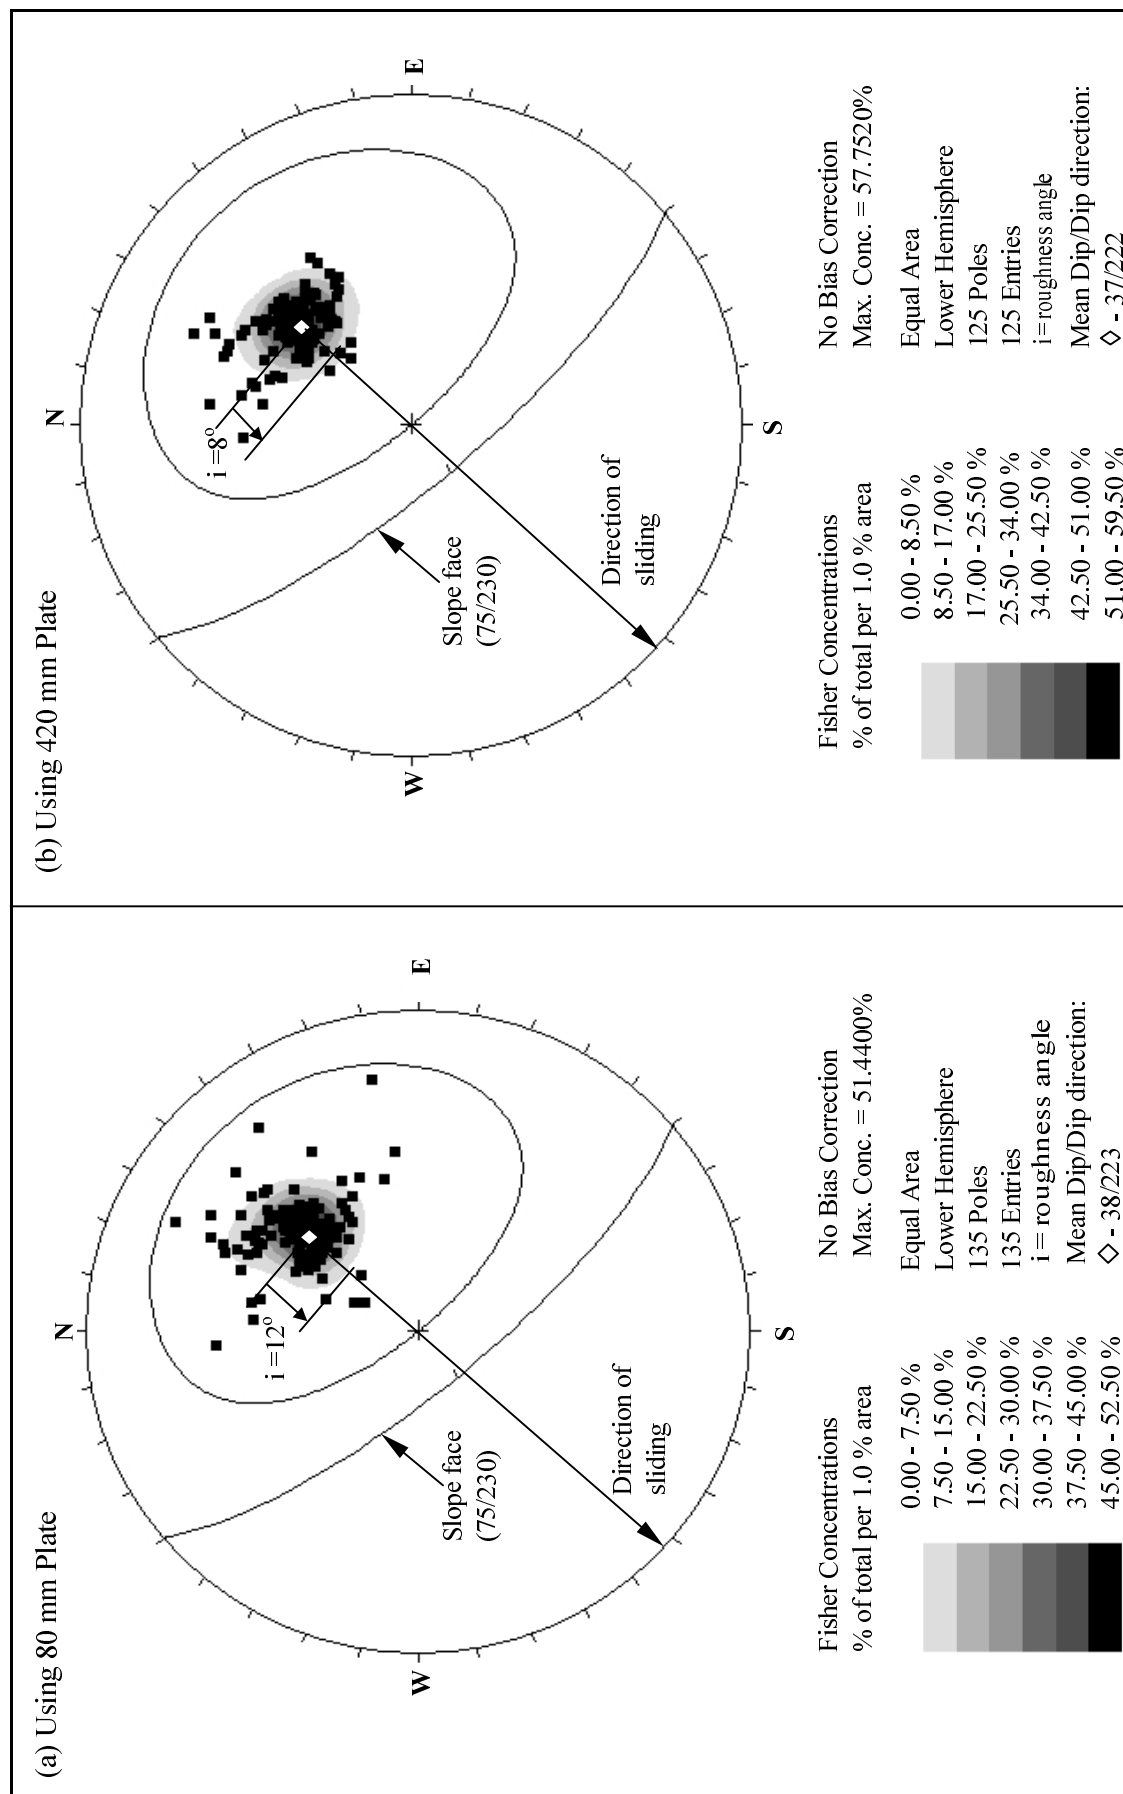 (a) Using 80 mm Plate
N
E
S
W
i =12°
Slope face
(75/230)
Direction of
sliding
Fisher Concentrations
% of total per 1.0 % area
0.00 - 7.50 %
7.50 - 15.00 %
15.00 - 22.50 %
22.50 - 30.00 %
30.00 - 37.50 %
37.50 - 45.00 %
45.00 - 52.50 %
No Bias Correction
Max. Conc. = 51.4400%
Equal Area
Lower Hemisphere
135 Poles
135 Entries
i = roughness angle
Mean Dip/Dip direction:
◇ - 38/223
(b) Using 420 mm Plate
N
E
S
W
i =8°
Slope face
(75/230)
Direction of
sliding
Fisher Concentrations
% of total per 1.0 % area
0.00 - 8.50 %
8.50 - 17.00 %
17.00 - 25.50 %
25.50 - 34.00 %
34.00 - 42.50 %
42.50 - 51.00 %
51.00 - 59.50 %
No Bias Correction
Max. Conc. = 57.7520%
Equal Area
Lower Hemisphere
125 Poles
125 Entries
i = roughness angle
Mean Dip/Dip direction:
◇ - 37/222